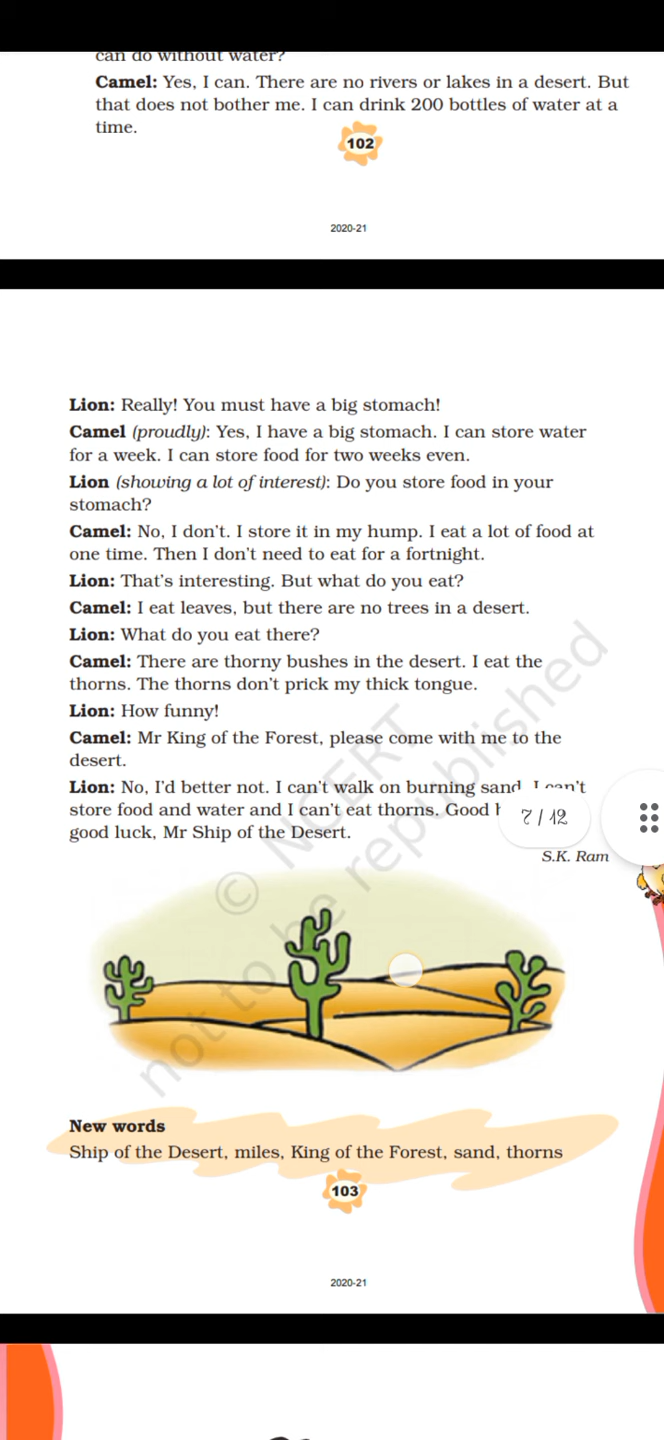 can do without water?
Camel: Yes, I can. There are no rivers or lakes in a desert. But
that does not bother me. I can drink 200 bottles of water at a
time.
102
2020-21
Lion: Really! You must have a big stomach!
Camel (proudly): Yes, I have a big stomach. I can store water
for a week. I can store food for two weeks even.
Lion (showing a lot of interest): Do you store food in your
stomach?
Camel: No, I don't. I store it in my hump. I eat a lot of food at
one time. Then I don't need to eat for a fortnight.
Lion: That's interesting. But what do you eat?
Camel: I eat leaves, but there are no trees in a desert.
Lion: What do you eat there?
Camel: There are thorny bushes in the desert. I eat the
thorns. The thorns don't prick my thick tongue.
Lion: How funny!
Camel: Mr King of the Forest, please come with me to the
desert.
Lion: No, I'd better not. I can't walk on burning sand. I can't
store food and water and I can't eat thorns. Good
7 / 12
good luck, Mr Ship of the Desert.
S.K. Ram
© NCERT
not to be republished
New words
Ship of the Desert, miles, King of the Forest, sand, thorns
103
2020-21